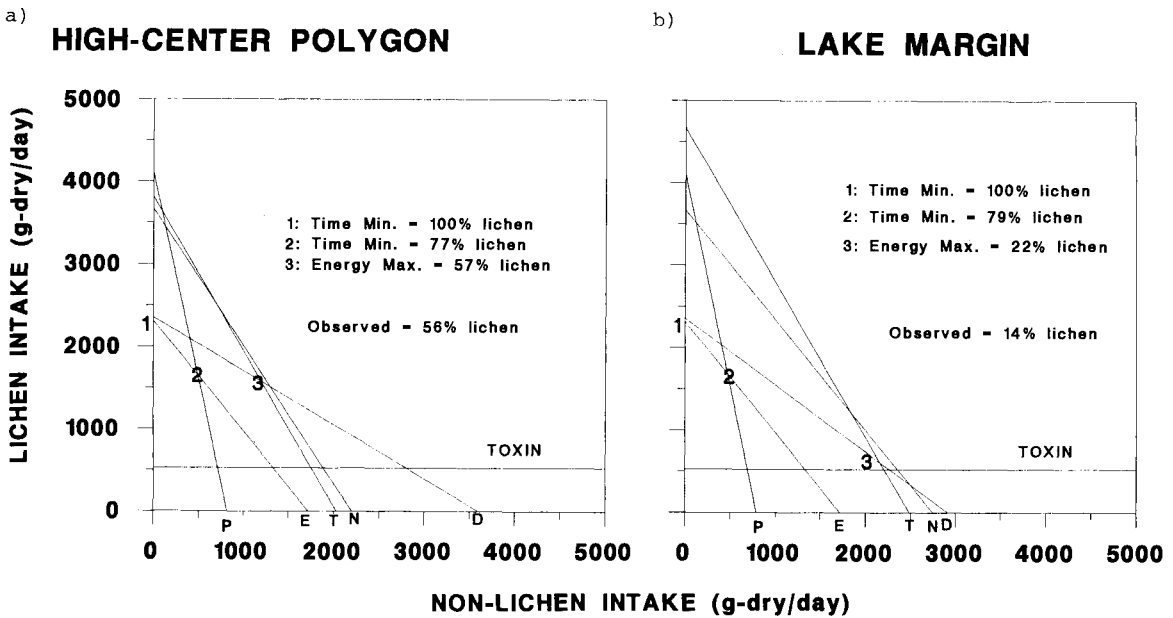 a)
HIGH-CENTER POLYGON
LICHEN INTAKE (g-dry/day)
5000
4000
3000
2000
1000
0
1: Time Min. = 100% lichen
2: Time Min. = 77% lichen
3: Energy Max. = 57% lichen
Observed = 56% lichen
1
2
3
TOXIN
P E T N D
0 1000 2000 3000 4000 5000
b)
LAKE MARGIN
1: Time Min. = 100% lichen
2: Time Min. = 79% lichen
3: Energy Max. = 22% lichen
Observed = 14% lichen
1
2
3
TOXIN
P E T N D
0 1000 2000 3000 4000 5000
NON-LICHEN INTAKE (g-dry/day)